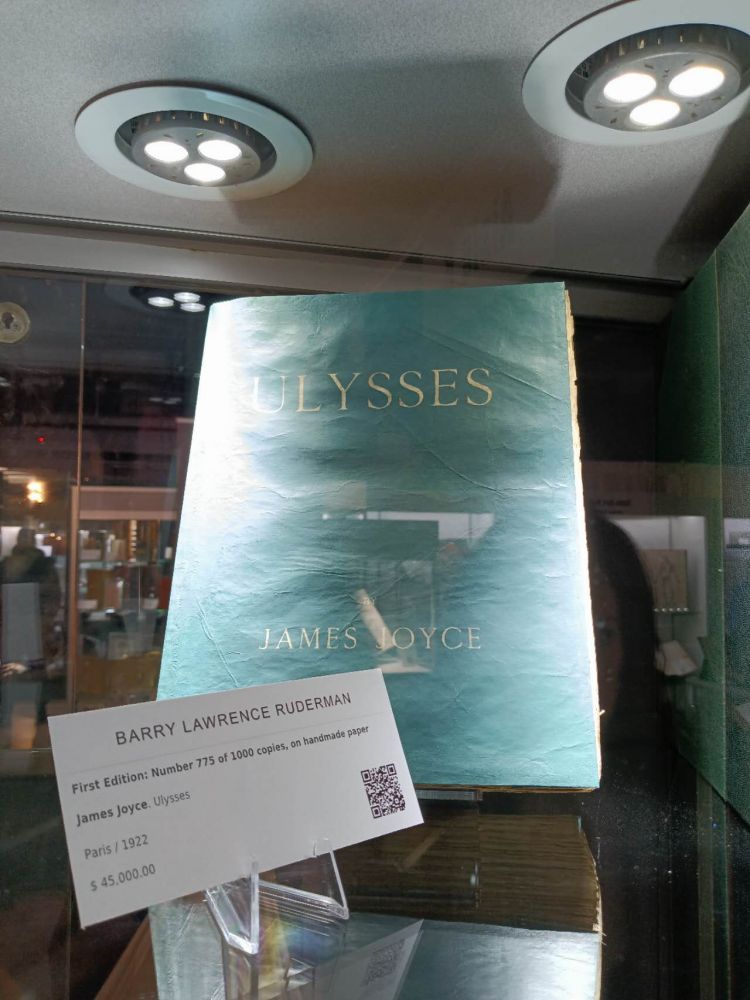 ULYSSES
BY
JAMES JOYCE
BARRY LAWRENCE RUDERMAN
First Edition: Number 775 of 1000 copies, on handmade paper
James Joyce. Ulysses
Paris / 1922
$ 45,000.00